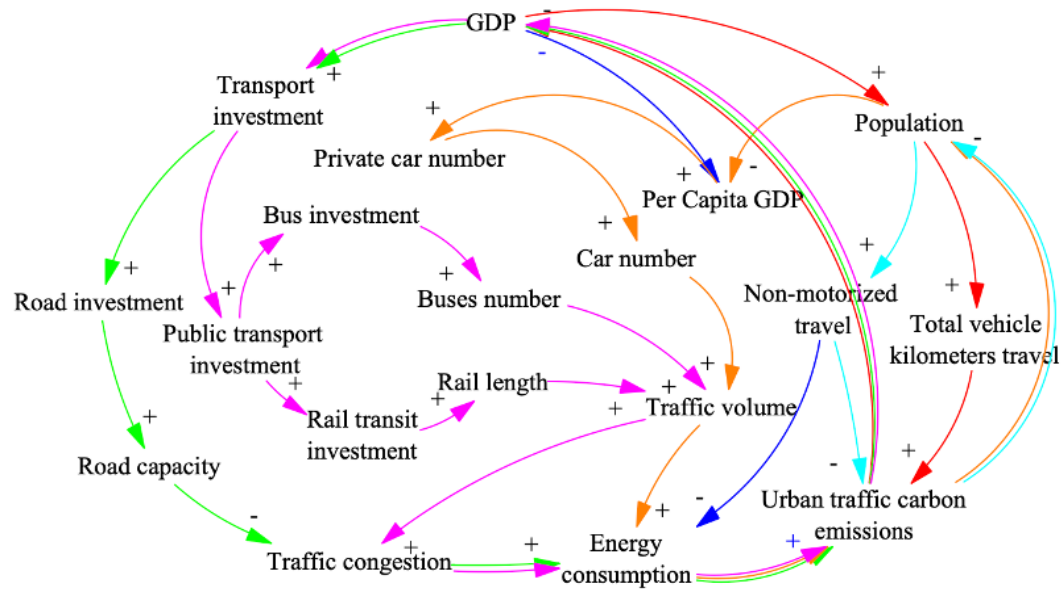 GDP
Transport
investment
Population
Private car number
Per Capita GDP
Bus investment
Car number
Road investment
Buses number
Non-motorized
travel
Total vehicle
kilometers travel
Public transport
investment
Rail length
Traffic volume
Rail transit
investment
Road capacity
Urban traffic carbon
emissions
Traffic congestion
Energy
consumption